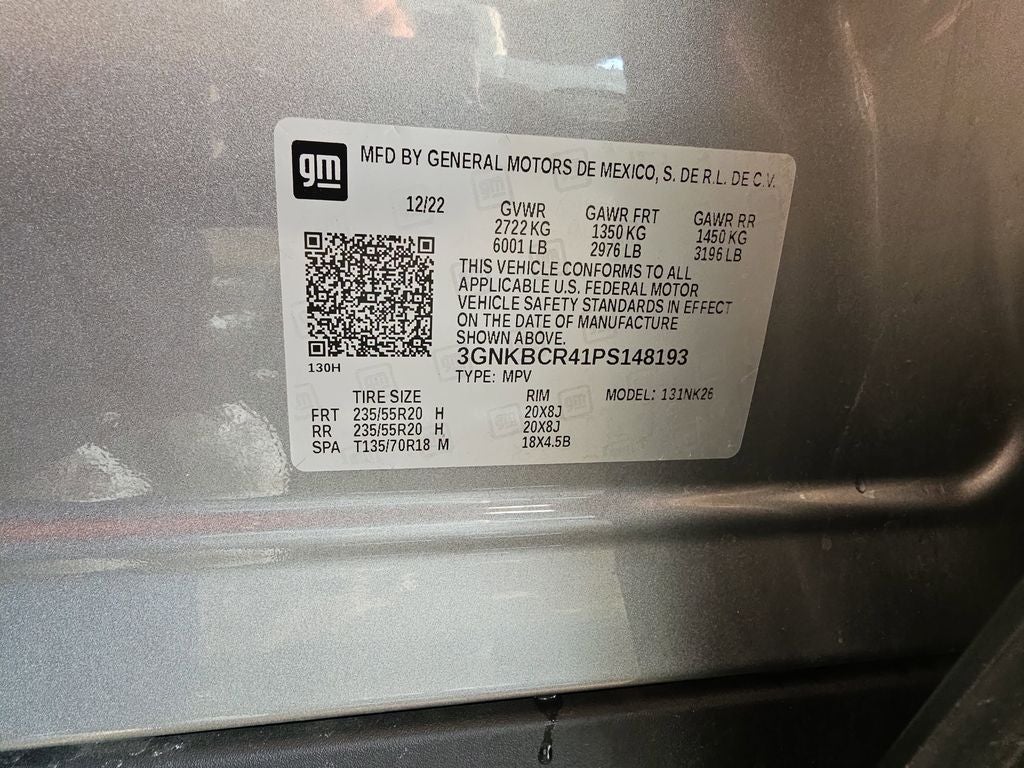 gm MFD BY GENERAL MOTORS DE MEXICO, S. DE R.L. DE C.V.
12/22 GVWR GAWR FRT GAWR RR
2722 KG 1350 KG 1450 KG
6001 LB 2976 LB 3196 LB
THIS VEHICLE CONFORMS TO ALL
APPLICABLE U.S. FEDERAL MOTOR
VEHICLE SAFETY STANDARDS IN EFFECT
ON THE DATE OF MANUFACTURE
SHOWN ABOVE.
3GNKBCR41PS148193
130H
TYPE: MPV
TIRE SIZE RIM MODEL: 131NK26
FRT 235/55R20 H 20X8J
RR 235/55R20 H 20X8J
SPA T135/70R18 M 18X4.5B